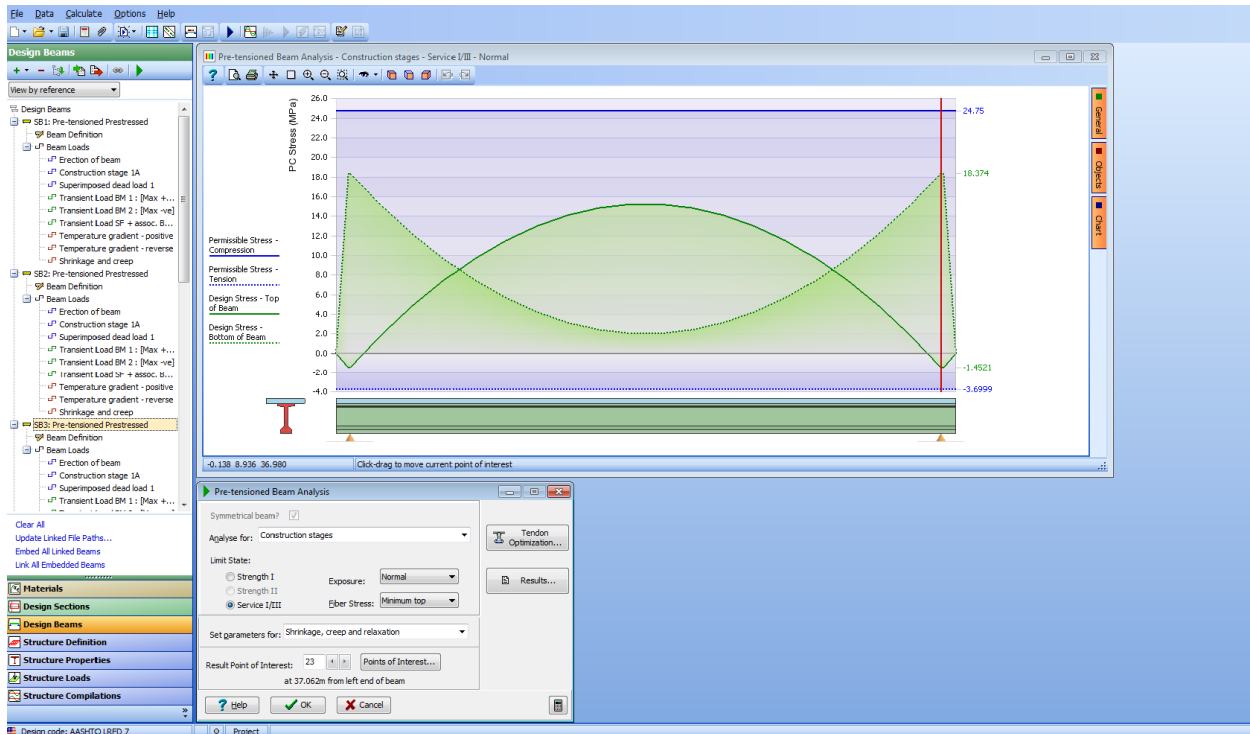 File Data Calculate Options Help
Design Beams
View by reference
Design Beams
SB1: Pre-tensioned Prestressed
Beam Definition
Beam Loads
Erection of beam
Construction stage 1A
Superimposed dead load 1
Transient Load BM 1 : [Max +...
Transient Load BM 2 : [Max -ve]
Transient Load SF + assoc. B...
Temperature gradient - positive
Temperature gradient - reverse
Shrinkage and creep
SB2: Pre-tensioned Prestressed
Beam Definition
Beam Loads
Erection of beam
Construction stage 1A
Superimposed dead load 1
Transient Load BM 1 : [Max +...
Transient Load BM 2 : [Max -ve]
Transient Load SF + assoc. B...
Temperature gradient - positive
Temperature gradient - reverse
Shrinkage and creep
SB3: Pre-tensioned Prestressed
Beam Definition
Beam Loads
Erection of beam
Construction stage 1A
Superimposed dead load 1
Transient Load BM 1 : [Max +...
Clear All
Update Linked File Paths...
Embed All Linked Beams
Link All Embedded Beams
Materials
Design Sections
Design Beams
Structure Definition
Structure Properties
Structure Loads
Structure Compilations
Pre-tensioned Beam Analysis - Construction stages - Service I/III - Normal
PC Stress (MPa)
26.0
24.0
22.0
20.0
18.0
16.0
14.0
12.0
10.0
8.0
6.0
4.0
2.0
0.0
-2.0
-4.0
24.75
18.374
-1.4521
-3.6999
Permissible Stress -
Compression
Permissible Stress -
Tension
Design Stress - Top
of Beam
Design Stress -
Bottom of Beam
General
Objects
Chart
-0.138 8.936 36.980 Click-drag to move current point of interest
Pre-tensioned Beam Analysis
Symmetrical beam?
Analyse for: Construction stages
Limit State:
Strength I
Strength II
Service I/III
Exposure: Normal
Fiber Stress: Minimum top
Set parameters for: Shrinkage, creep and relaxation
Result Point of Interest: 23 Points of Interest...
at 37.062m from left end of beam
Help OK Cancel
Tendon
Optimization...
Results...
Design code: AASHTO LRFD 7 Project